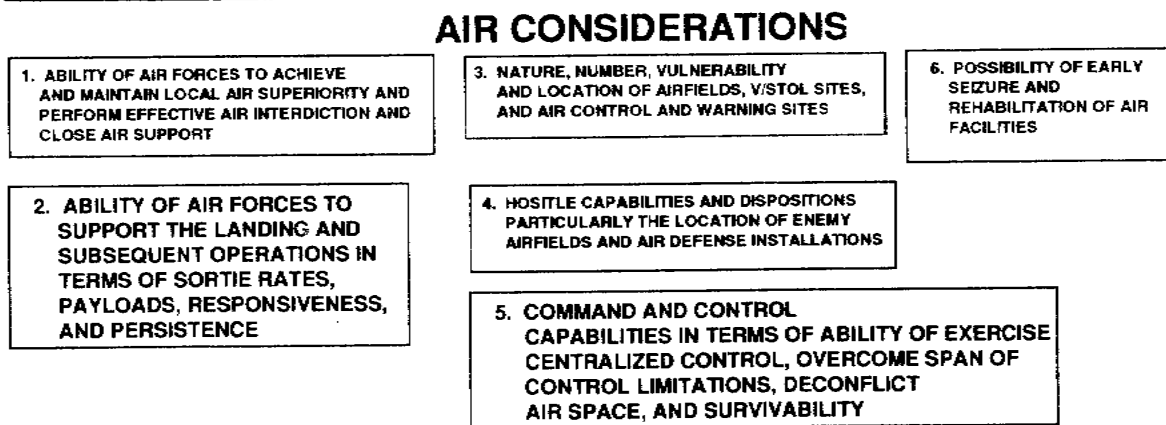 AIR CONSIDERATIONS
1. ABILITY OF AIR FORCES TO ACHIEVE
AND MAINTAIN LOCAL AIR SUPERIORITY AND
PERFORM EFFECTIVE AIR INTERDICTION AND
CLOSE AIR SUPPORT
2. ABILITY OF AIR FORCES TO
SUPPORT THE LANDING AND
SUBSEQUENT OPERATIONS IN
TERMS OF SORTIE RATES,
PAYLOADS, RESPONSIVENESS,
AND PERSISTENCE
3. NATURE, NUMBER, VULNERABILITY
AND LOCATION OF AIRFIELDS, V/STOL SITES,
AND AIR CONTROL AND WARNING SITES
4. HOSITLE CAPABILITIES AND DISPOSITIONS
PARTICULARLY THE LOCATION OF ENEMY
AIRFIELDS AND AIR DEFENSE INSTALLATIONS
5. COMMAND AND CONTROL
CAPABILITIES IN TERMS OF ABILITY OF EXERCISE
CENTRALIZED CONTROL, OVERCOME SPAN OF
CONTROL LIMITATIONS, DECONFLICT
AIR SPACE, AND SURVIVABILITY
6. POSSIBILITY OF EARLY
SEIZURE AND
REHABILITATION OF AIR
FACILITIES